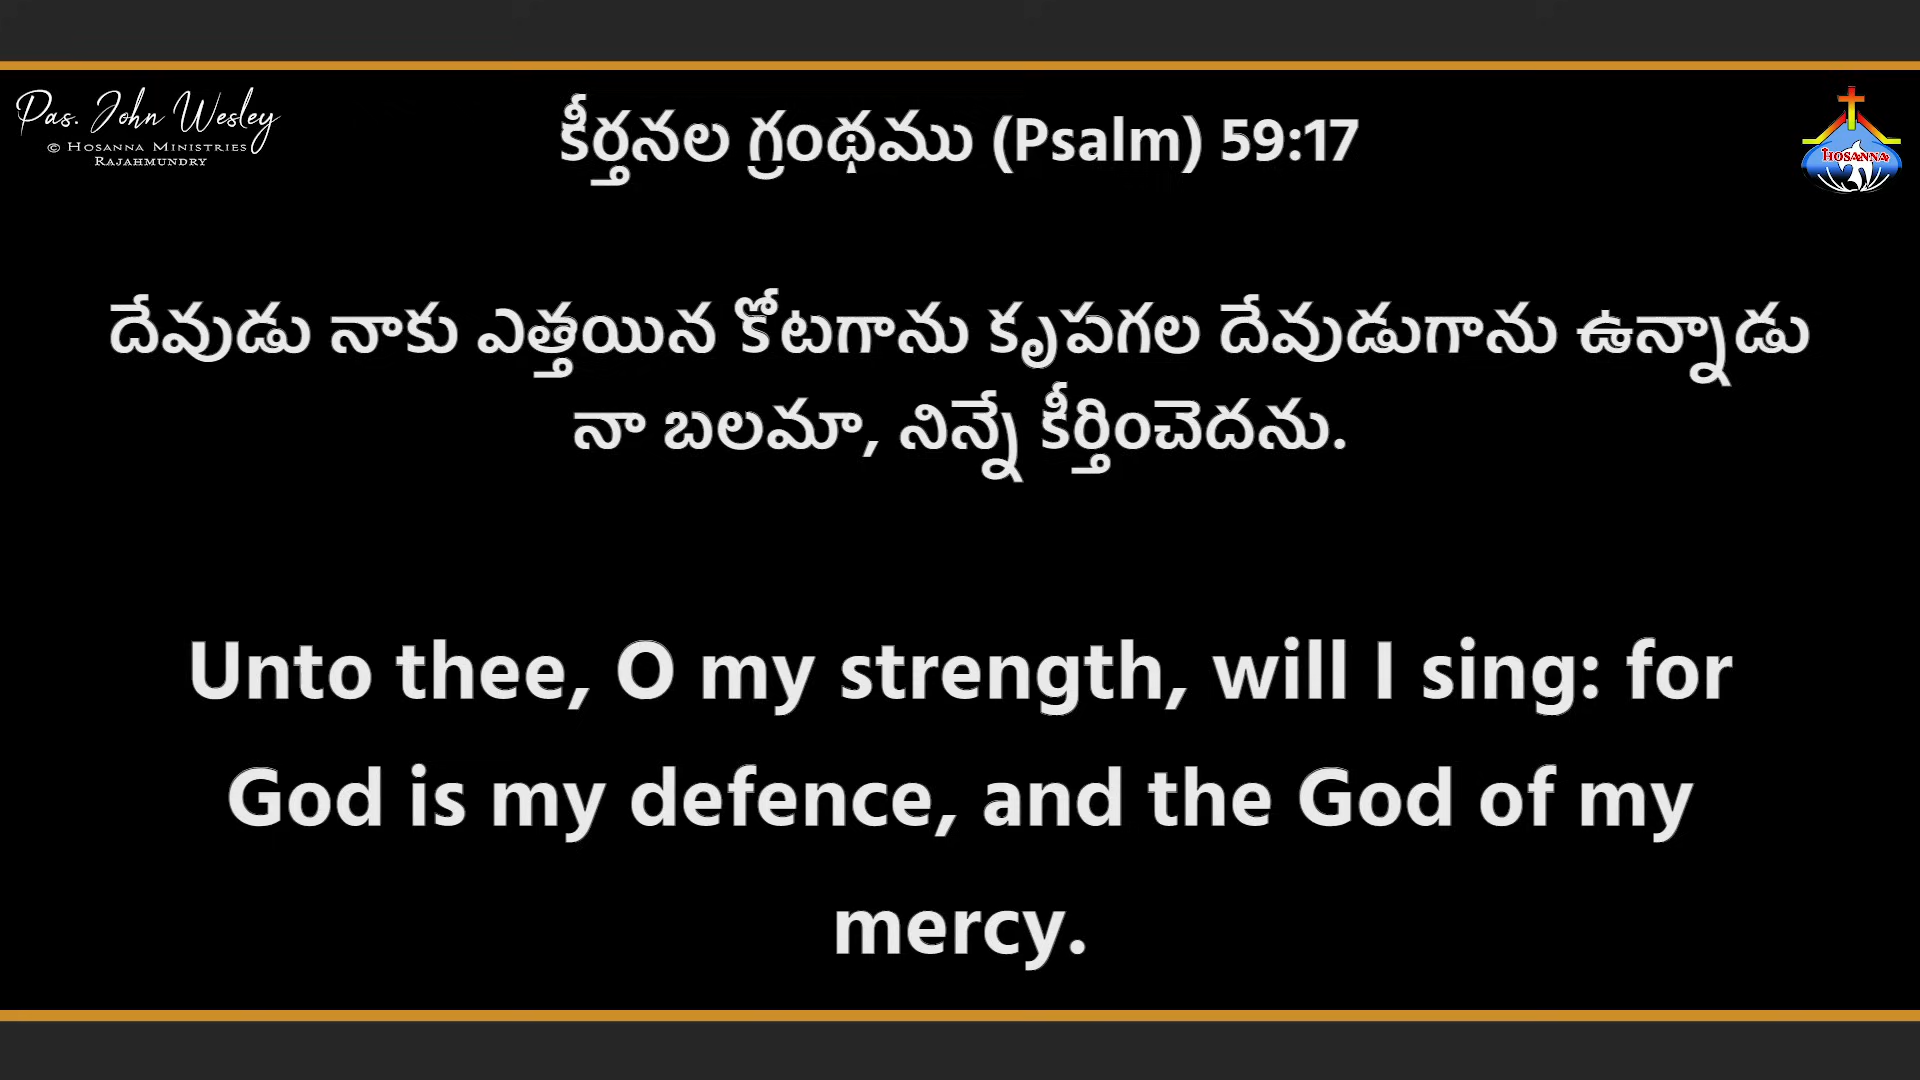 Pas. John Wesley
© Hosanna Ministries
Rajahmundry
కీర్తనల గ్రంథము (Psalm) 59:17
HOSANNA
దేవుడు నాకు ఎత్తయిన కోటగాను కృపగల దేవుడుగాను ఉన్నాడు
నా బలమా, నిన్నే కీర్తించెదను.
Unto thee, O my strength, will I sing: for
God is my defence, and the God of my
mercy.